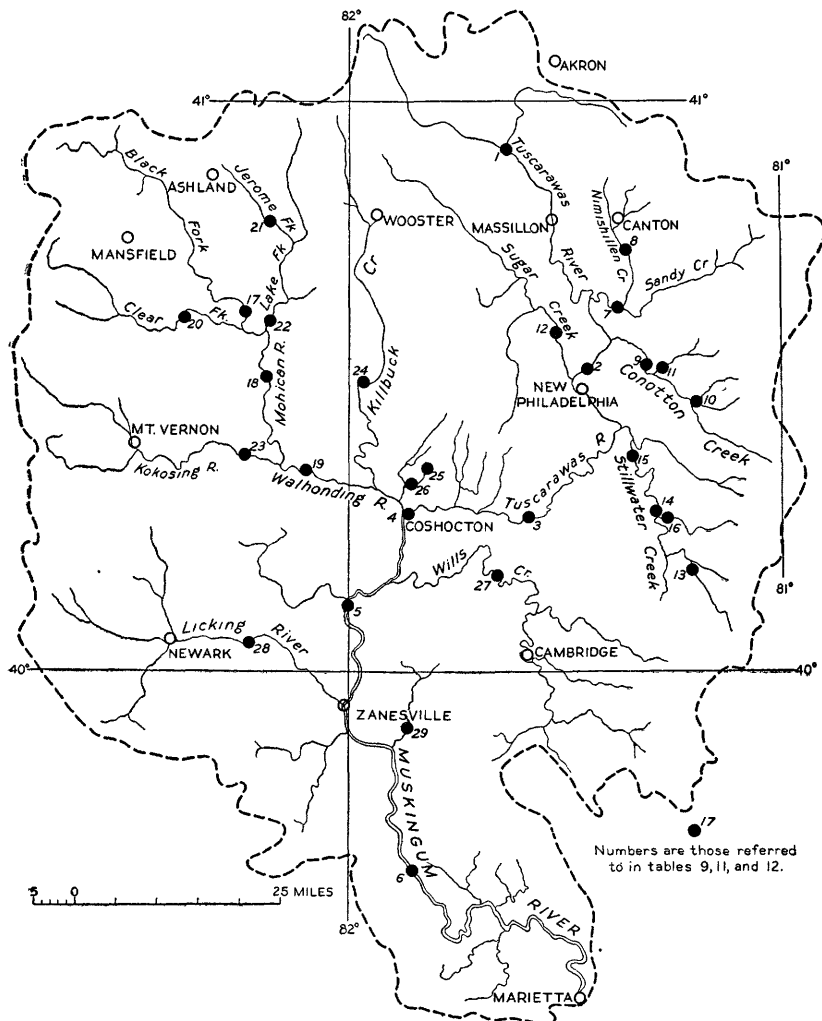 82°
AKRON
41°
41°
Black Fork
ASHLAND
Jerome Fk
1
Tuscarawas River
81°
WOOSTER
MASSILLON
CANTON
Nimishillen Cr
21
MANSFIELD
Lake Fk
Cr
Killbuck
Sugar Creek
8
Sandy Cr
Clear Fk.
20
17
22
7
12
18
Mohican R.
24
2
9
11
Conotton Creek
10
NEW PHILADELPHIA
MT. VERNON
Kokosing R.
23
19
Walhonding R.
25
26
4
COSHOCTON
Tuscarawas R.
3
15
Stillwater Creek
14
16
13
Wills Cr.
27
81°
5
Licking River
NEWARK
28
CAMBRIDGE
40°
40°
ZANESVILLE
29
MUSKINGUM RIVER
17
Numbers are those referred
to in tables 9, 11, and 12.
6
5 0 25 MILES
82°
MARIETTA